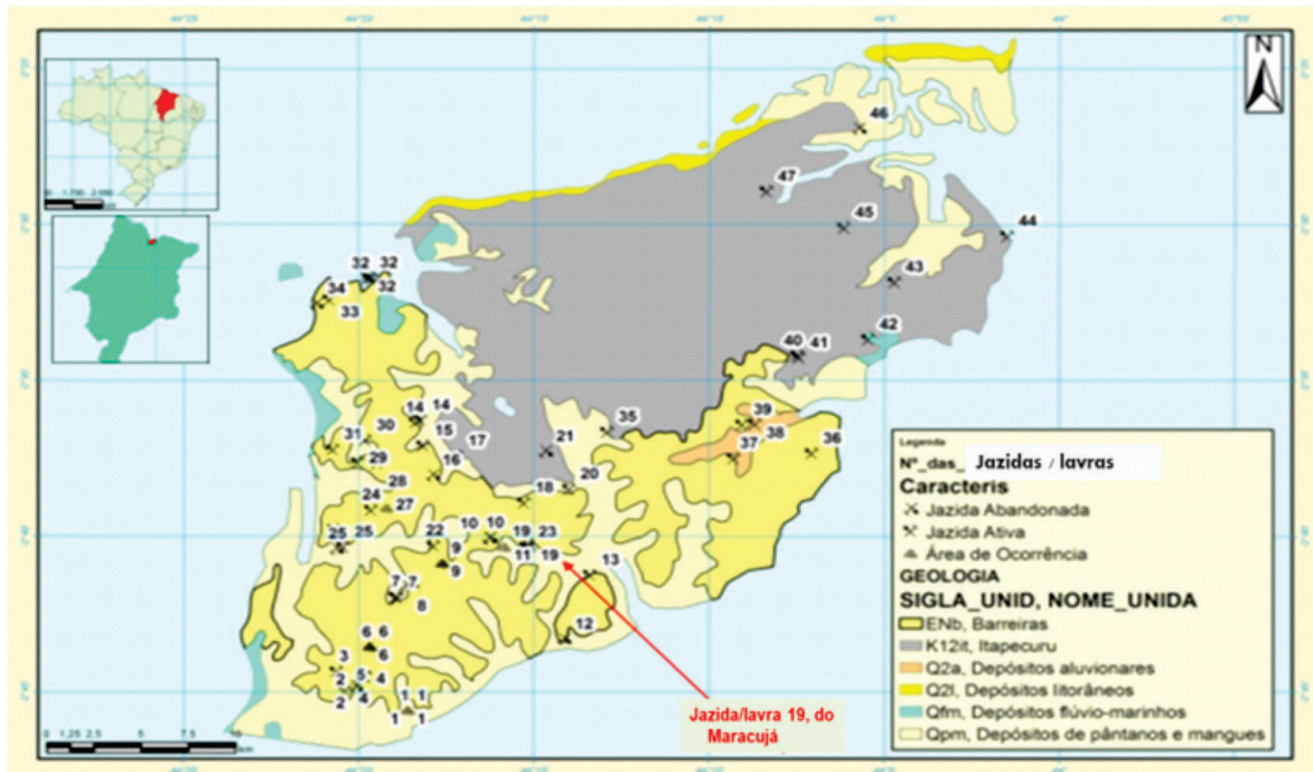 N
46
47
45
44
43
32 32
32
34
33
42
40 41
14 14
35
39
31 30
15
17
21
38
37
36
29
16
20
28
18
24
27
10 10
19 23
25 25
22
9
11 19
13
9
7 7
8
12
6 6
6
3
5
2
4
4
2
1 1
1 1
0 1,25 2,5 5 7,5 10
km
Jazida/lavra 19, do
Maracujá
Legenda
Nº_das_ Jazidas / lavras
Caracteris
Jazida Abandonada
Jazida Ativa
Área de Ocorrência
GEOLOGIA
SIGLA_UNID, NOME_UNIDA
ENb, Barreiras
K12it, Itapecuru
Q2a, Depósitos aluvionares
Q2l, Depósitos litorâneos
Qfm, Depósitos flúvio-marinhos
Qpm, Depósitos de pântanos e mangues